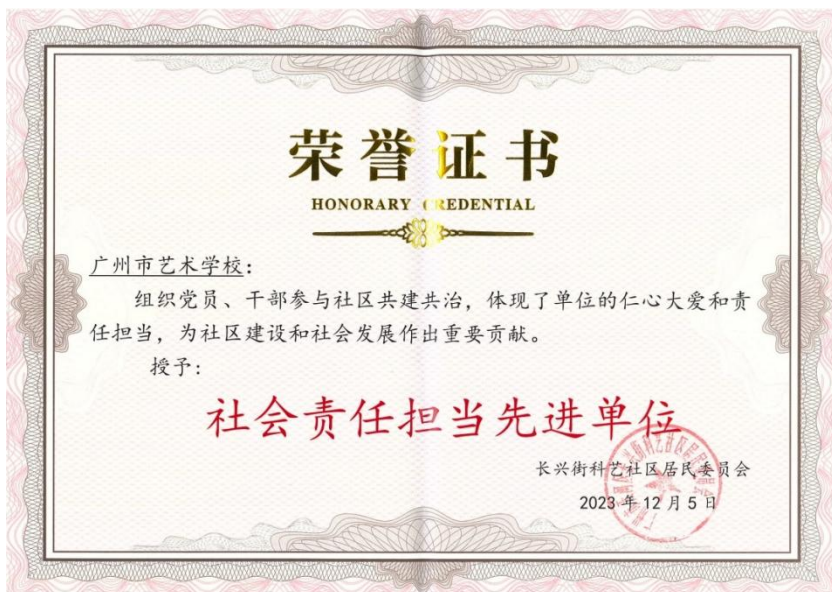 荣誉证书
HONORARY CREDENTIAL
广州市艺术学校：
组织党员、干部参与社区共建共治，体现了单位的仁心大爱和责
任担当，为社区建设和社会发展作出重要贡献。
授予：
社会责任担当先进单位
长兴街科艺社区居民委员会
2023年12月5日